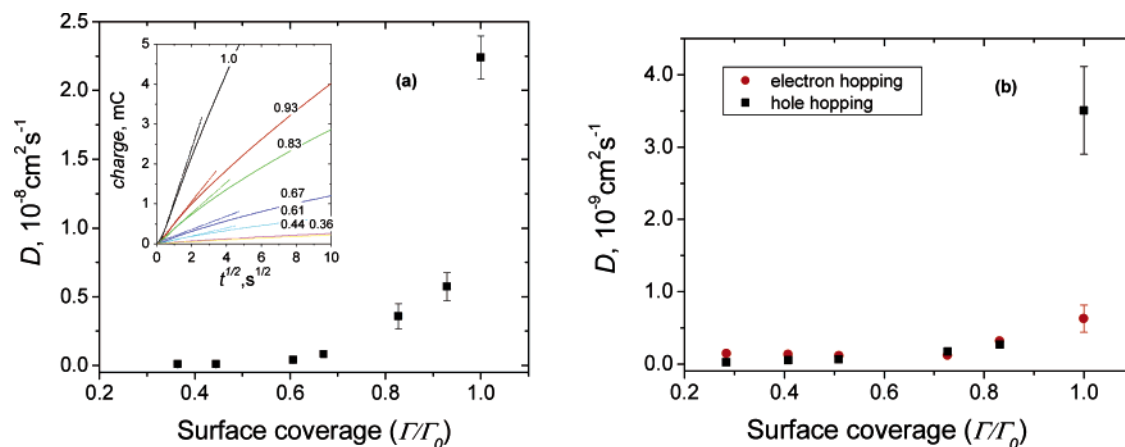 2.5
2.0
1.5
1.0
0.5
0.0
D, 10⁻⁸cm²s⁻¹
0.2 0.4 0.6 0.8 1.0
Surface coverage (Γ/Γ₀)
(a)
5
4
3
2
1
0
charge, mC
0 2 4 6 8 10
t^1/2,s^1/2
1.0
0.93
0.83
0.67
0.61
0.44 0.36
4.0
3.0
2.0
1.0
0.0
D, 10⁻⁹cm²s⁻¹
0.2 0.4 0.6 0.8 1.0
Surface coverage (Γ/Γ₀)
electron hopping
hole hopping
(b)